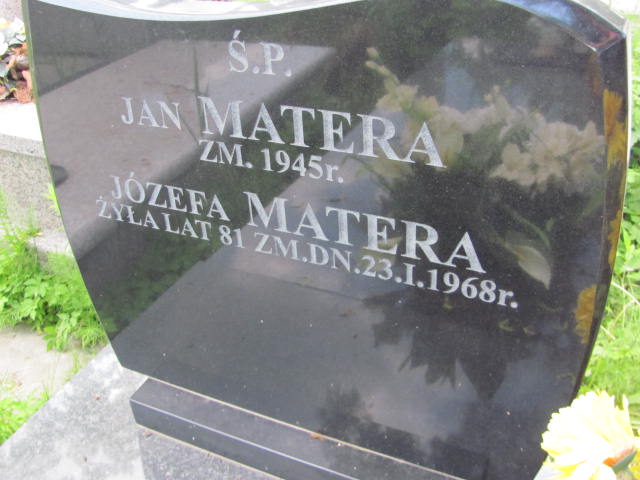 Ś.P.
JAN MATERA
ZM. 1945r.
JÓZEFA MATERA
ŻYŁA LAT 81 ZM.DN.23.I.1968r.